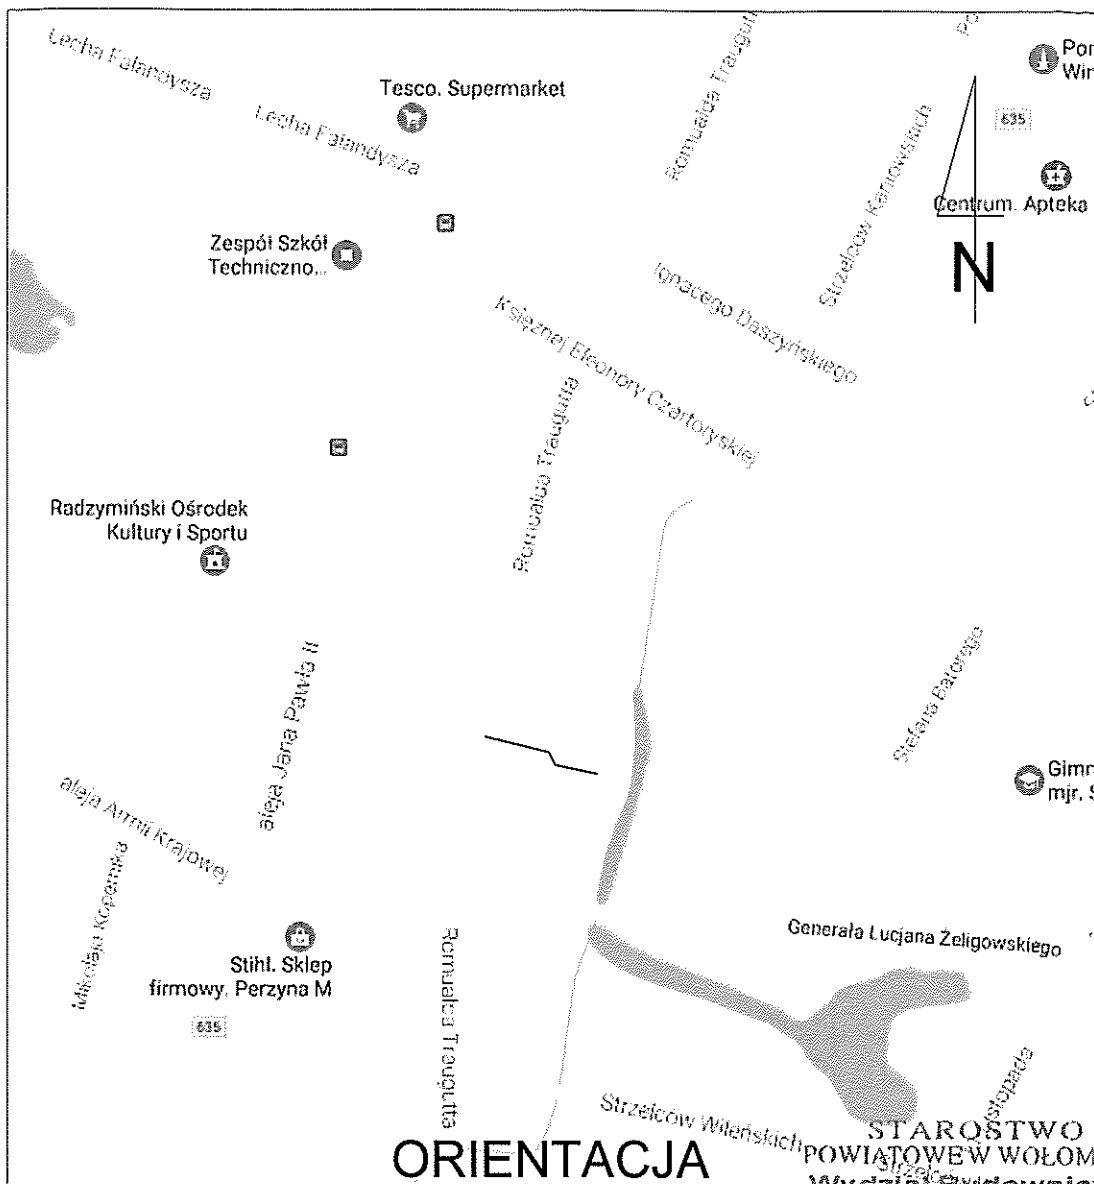 Lecha Falandysza
Lecha Falandysza
Tesco. Supermarket
Romualda Traugutta
635
Strzelców Kaniowskich
Centrum. Apteka
N
Zespół Szkół
Techniczno...
Ignacego Daszyńskiego
Księżnej Eleonory Czartoryskiej
Romualda Traugutta
Radzymiński Ośrodek
Kultury i Sportu
aleja Jana Pawła II
Stefana Batorego
aleja Armii Krajowej
Mikołaja Kopernika
mjr.
Stihl. Sklep
firmowy. Perzyna M
635
Generała Lucjana Żeligowskiego
Romualda Traugutta
Strzelców Wileńskich
ORIENTACJA
STAROSTWO
POWIATOWE W WOŁOM